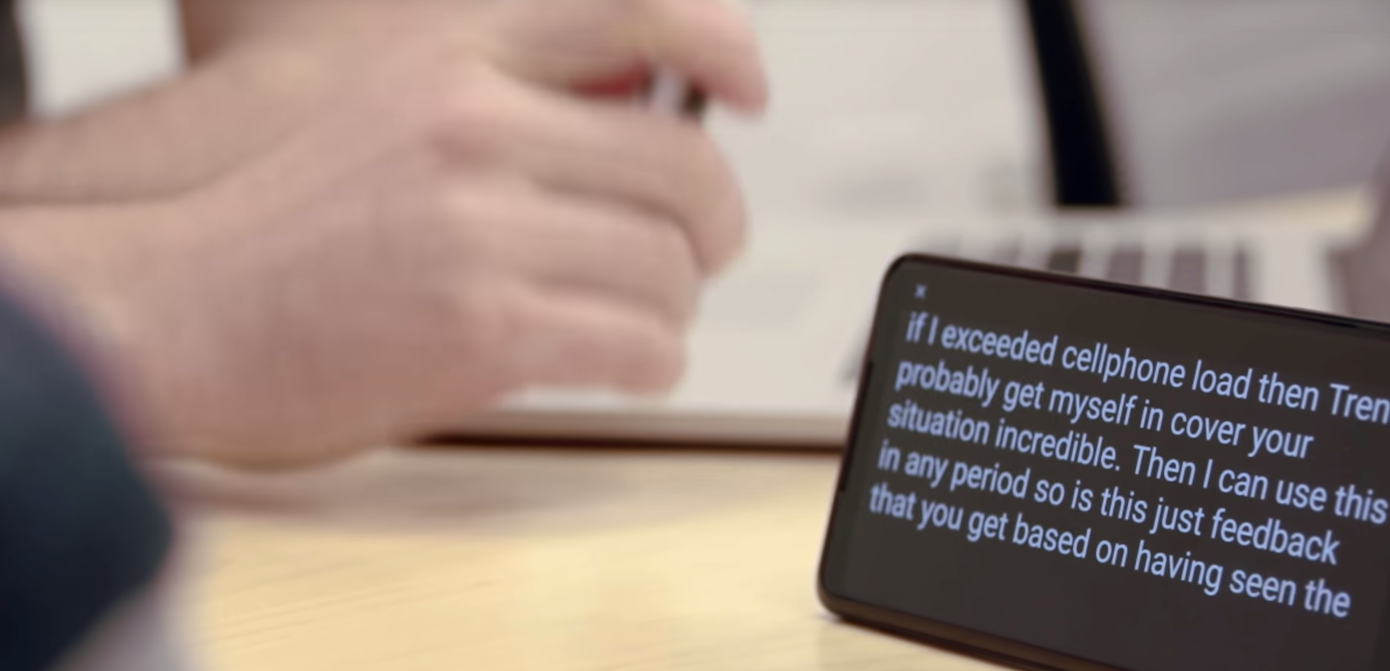 if I exceeded cellphone load then Tren
probably get myself in cover your
situation incredible. Then I can use this
in any period so is this just feedback
that you get based on having seen the